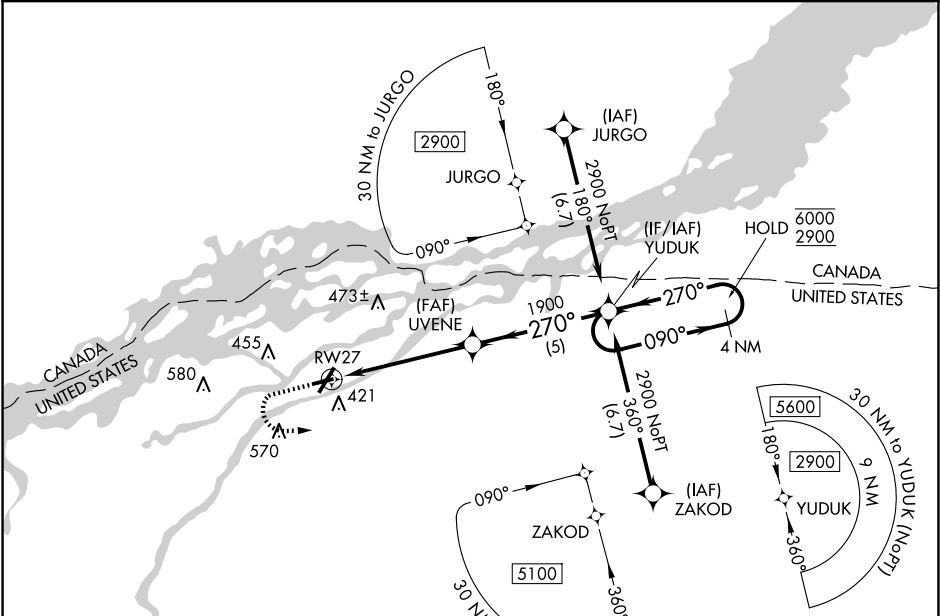 30 NM to JURGO
180°
2900
JURGO
090°
(IAF)
JURGO
2900 NoPT
180°
(6.7)
(IF/IAF)
YUDUK
HOLD
6000
2900
CANADA
UNITED STATES
473±
(FAF)
UVENE
1900
270°
(5)
270°
090°
4 NM
CANADA
UNITED STATES
455
580
RW27
421
570
2900 NoPT
360°
(6.7)
(IAF)
ZAKOD
090°
ZAKOD
5100
360°
30 N
5600
180°
2900
YUDUK
360°
9 NM
30 NM to YUDUK (NoPT)